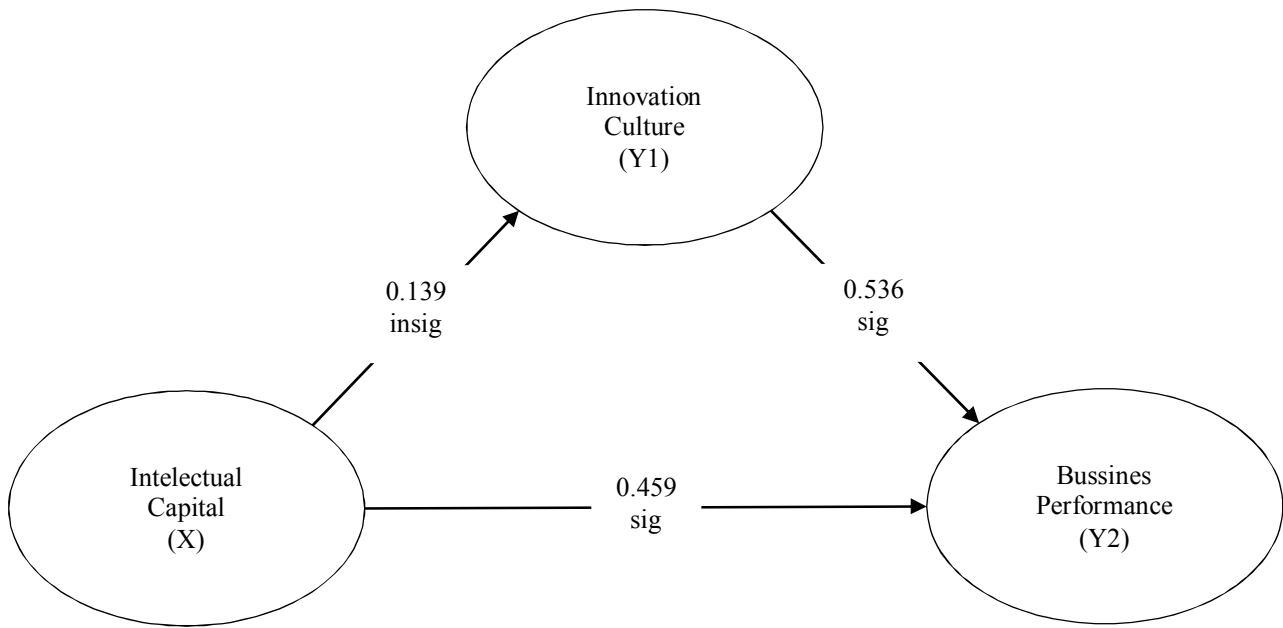 Innovation
Culture
(Y1)
0.139
insig
0.536
sig
Intelectual
Capital
(X)
0.459
sig
Bussines
Performance
(Y2)